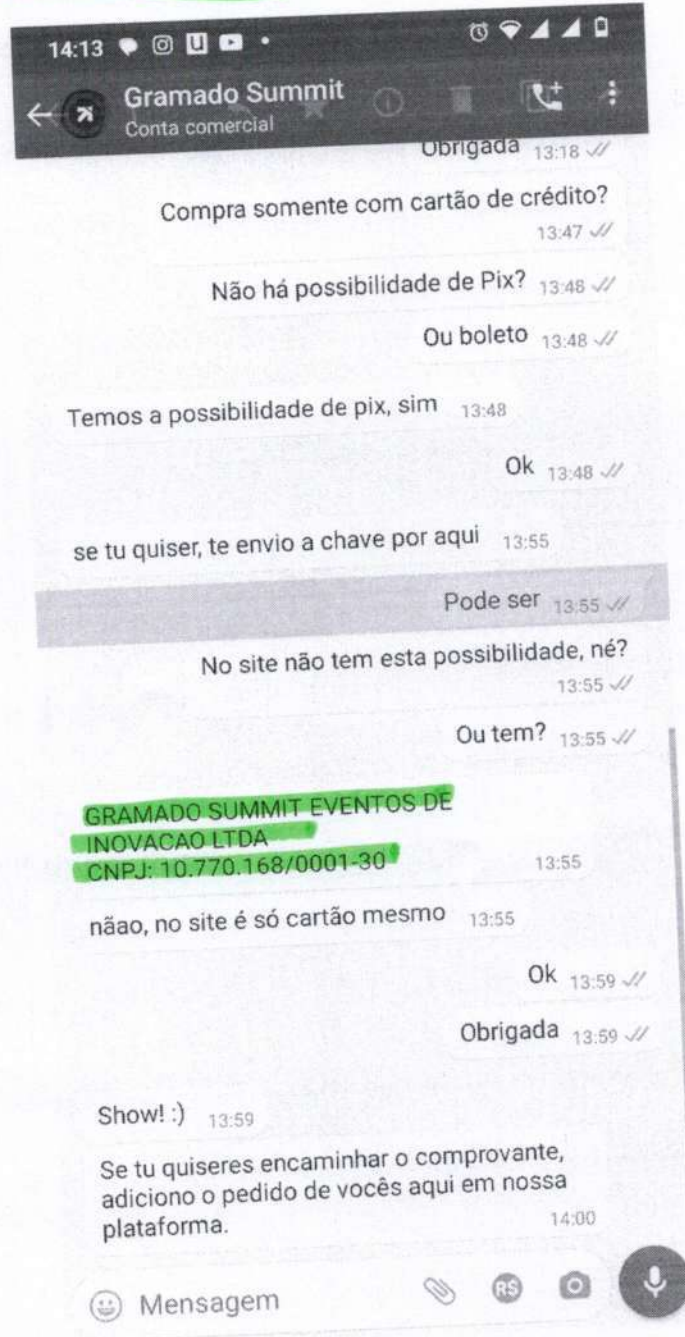 14:13
Gramado Summit
Conta comercial
Obrigada 13:18
Compra somente com cartão de crédito?
13:47
Não há possibilidade de Pix? 13:48
Ou boleto 13:48
Temos a possibilidade de pix, sim 13:48
Ok 13:48
se tu quiser, te envio a chave por aqui 13:55
Pode ser 13:55
No site não tem esta possibilidade, né?
13:55
Ou tem? 13:55
GRAMADO SUMMIT EVENTOS DE
INOVACAO LTDA
CNPJ: 10.770.168/0001-30 13:55
nãao, no site é só cartão mesmo 13:55
Ok 13:59
Obrigada 13:59
Show! :) 13:59
Se tu quiseres encaminhar o comprovante,
adiciono o pedido de vocês aqui em nossa
plataforma. 14:00
Mensagem R$